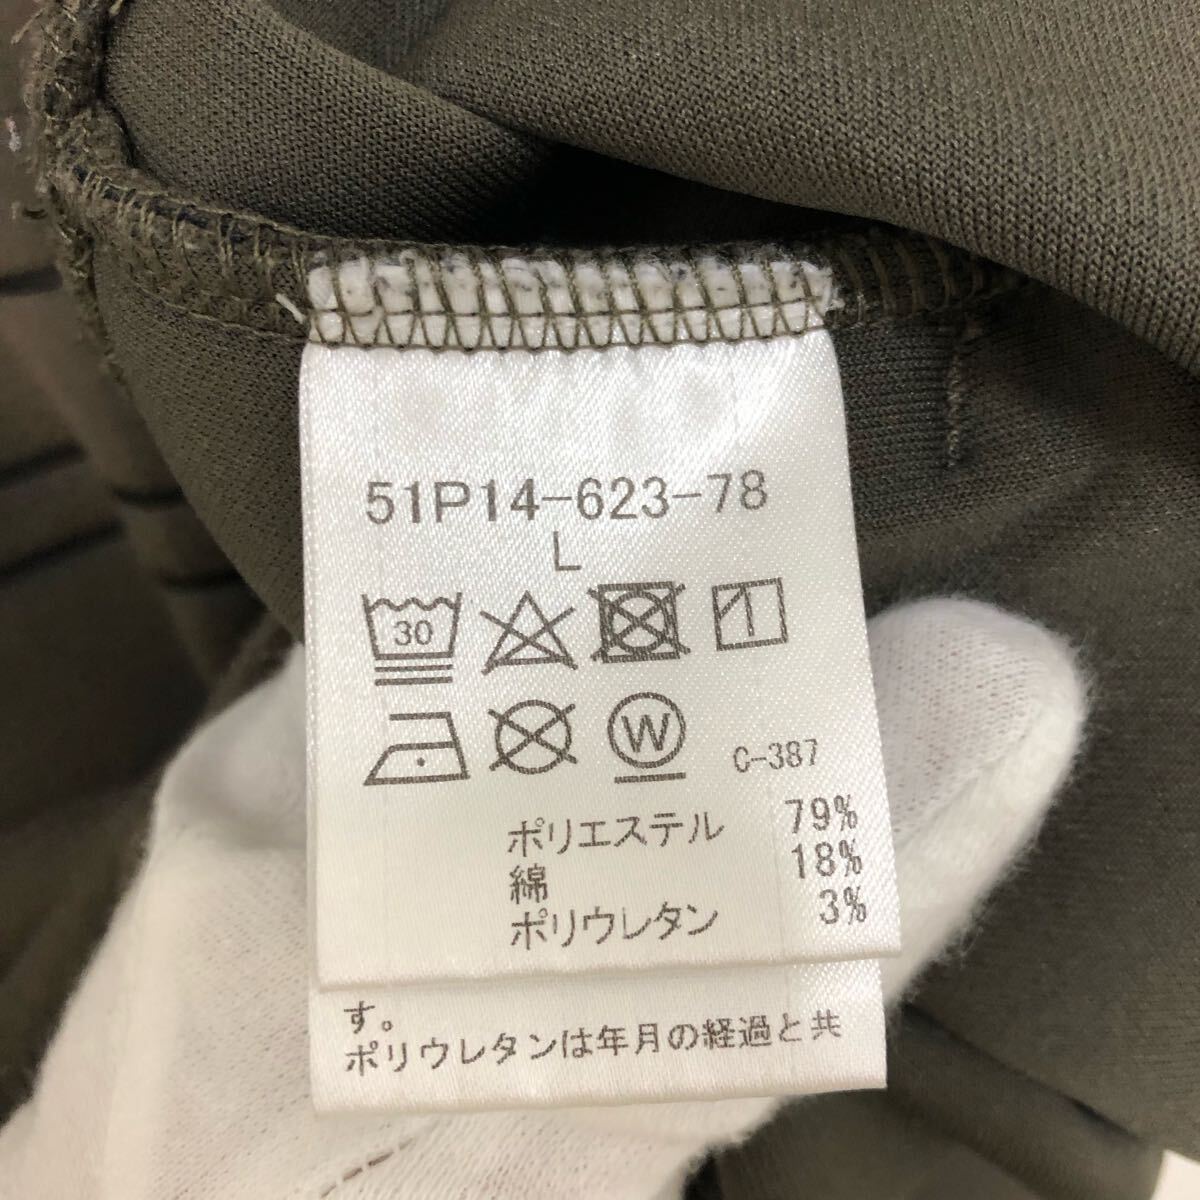 51P14-623-78
L
30
W
C-387
ポリエステル 79%
綿 18%
ポリウレタン 3%
す。
ポリウレタンは年月の経過と共